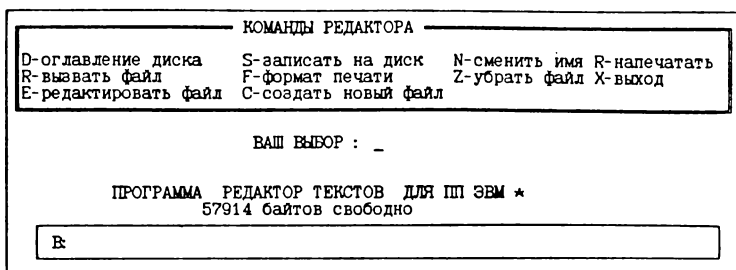 КОМАНДЫ РЕДАКТОРА
D-оглавление диска S-записать на диск N-сменить имя R-напечатать
R-вызвать файл F-формат печати Z-убрать файл X-выход
E-редактировать файл C-создать новый файл
ВАШ ВЫБОР : _
ПРОГРАММА РЕДАКТОР ТЕКСТОВ ДЛЯ ПП ЭВМ *
57914 байтов свободно
B: